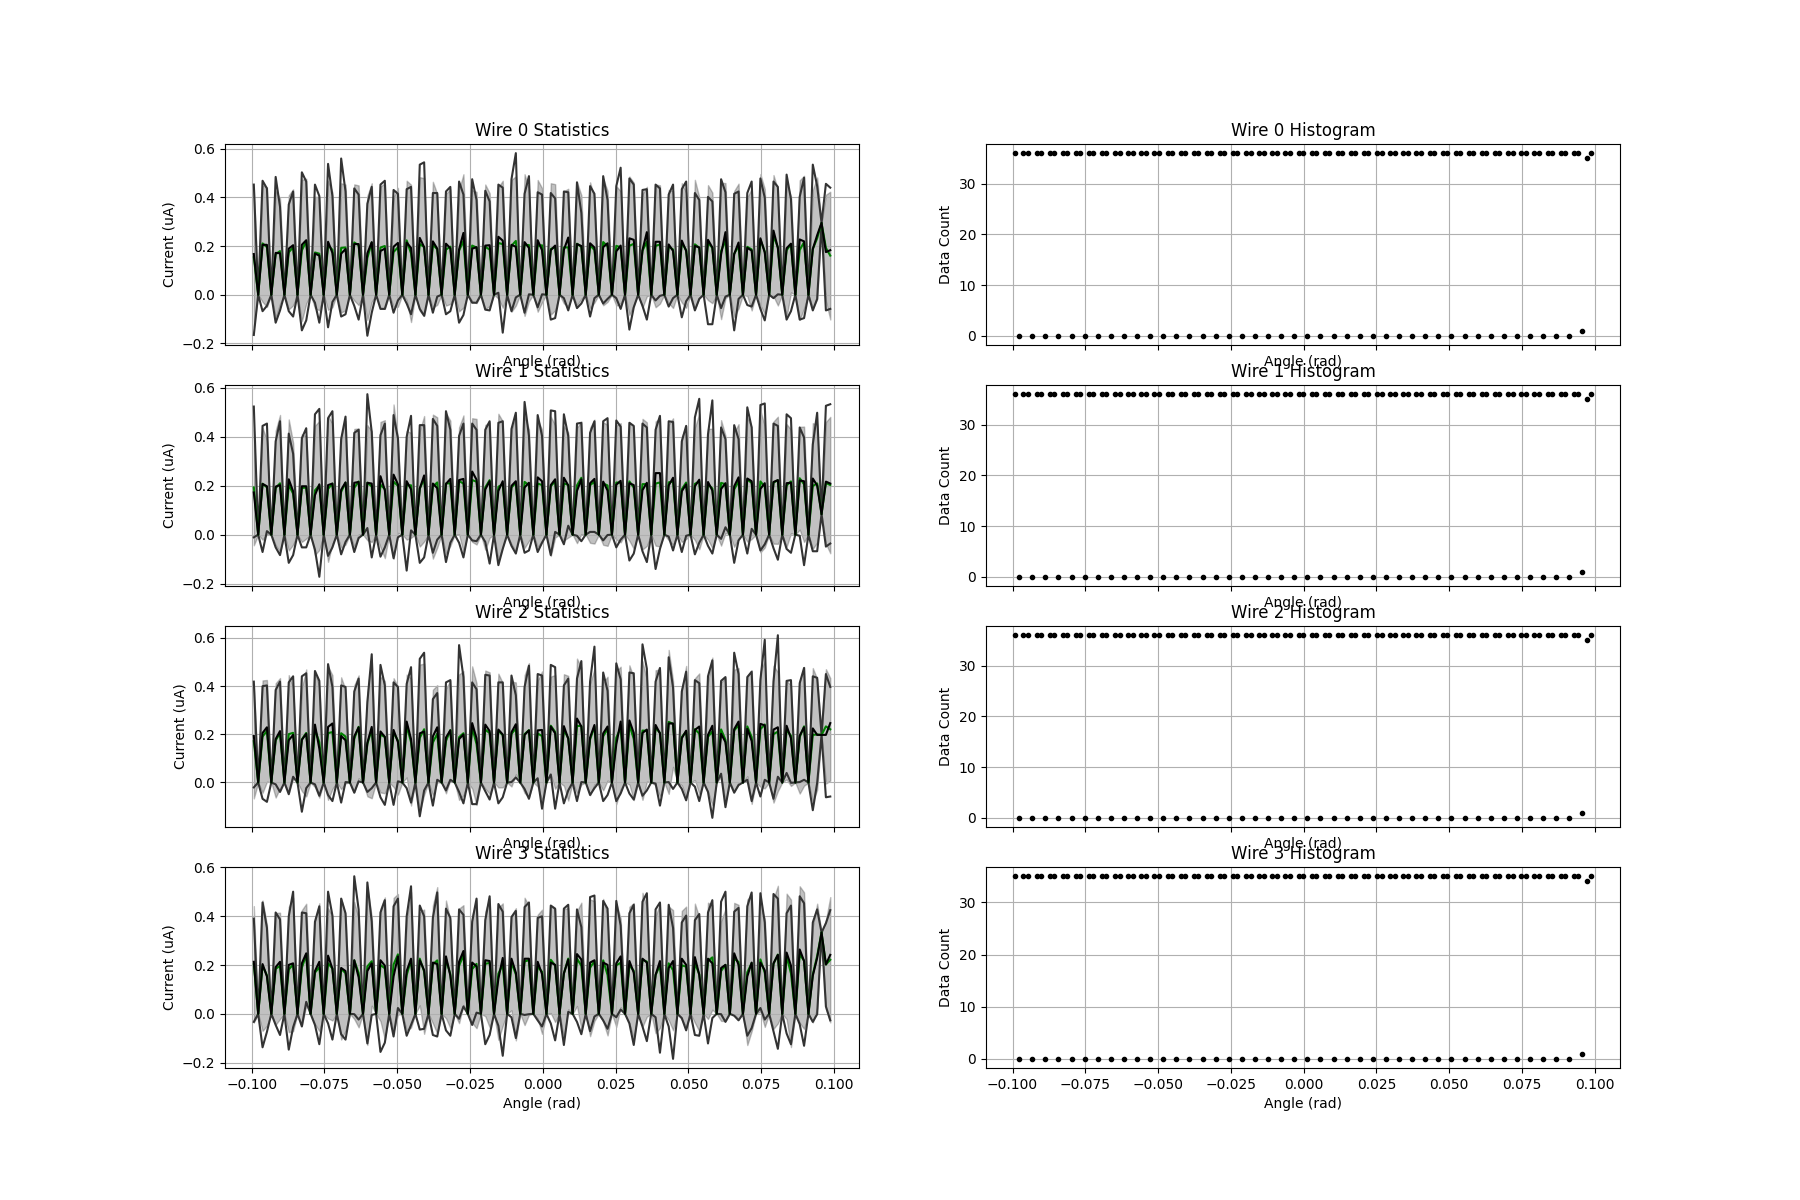 Wire 0 Statistics
Current (uA)
0.6
0.4
0.2
0.0
−0.2
Angle (rad)
Wire 0 Histogram
Data Count
30
20
10
0
Angle (rad)
Wire 1 Statistics
Current (uA)
0.6
0.4
0.2
0.0
−0.2
Angle (rad)
Wire 1 Histogram
Data Count
30
20
10
0
Angle (rad)
Wire 2 Statistics
Current (uA)
0.6
0.4
0.2
0.0
Angle (rad)
Wire 2 Histogram
Data Count
30
20
10
0
Angle (rad)
Wire 3 Statistics
Current (uA)
0.6
0.4
0.2
0.0
−0.2
−0.100 −0.075 −0.050 −0.025 0.000 0.025 0.050 0.075 0.100
Angle (rad)
Wire 3 Histogram
Data Count
30
20
10
0
−0.100 −0.075 −0.050 −0.025 0.000 0.025 0.050 0.075 0.100
Angle (rad)